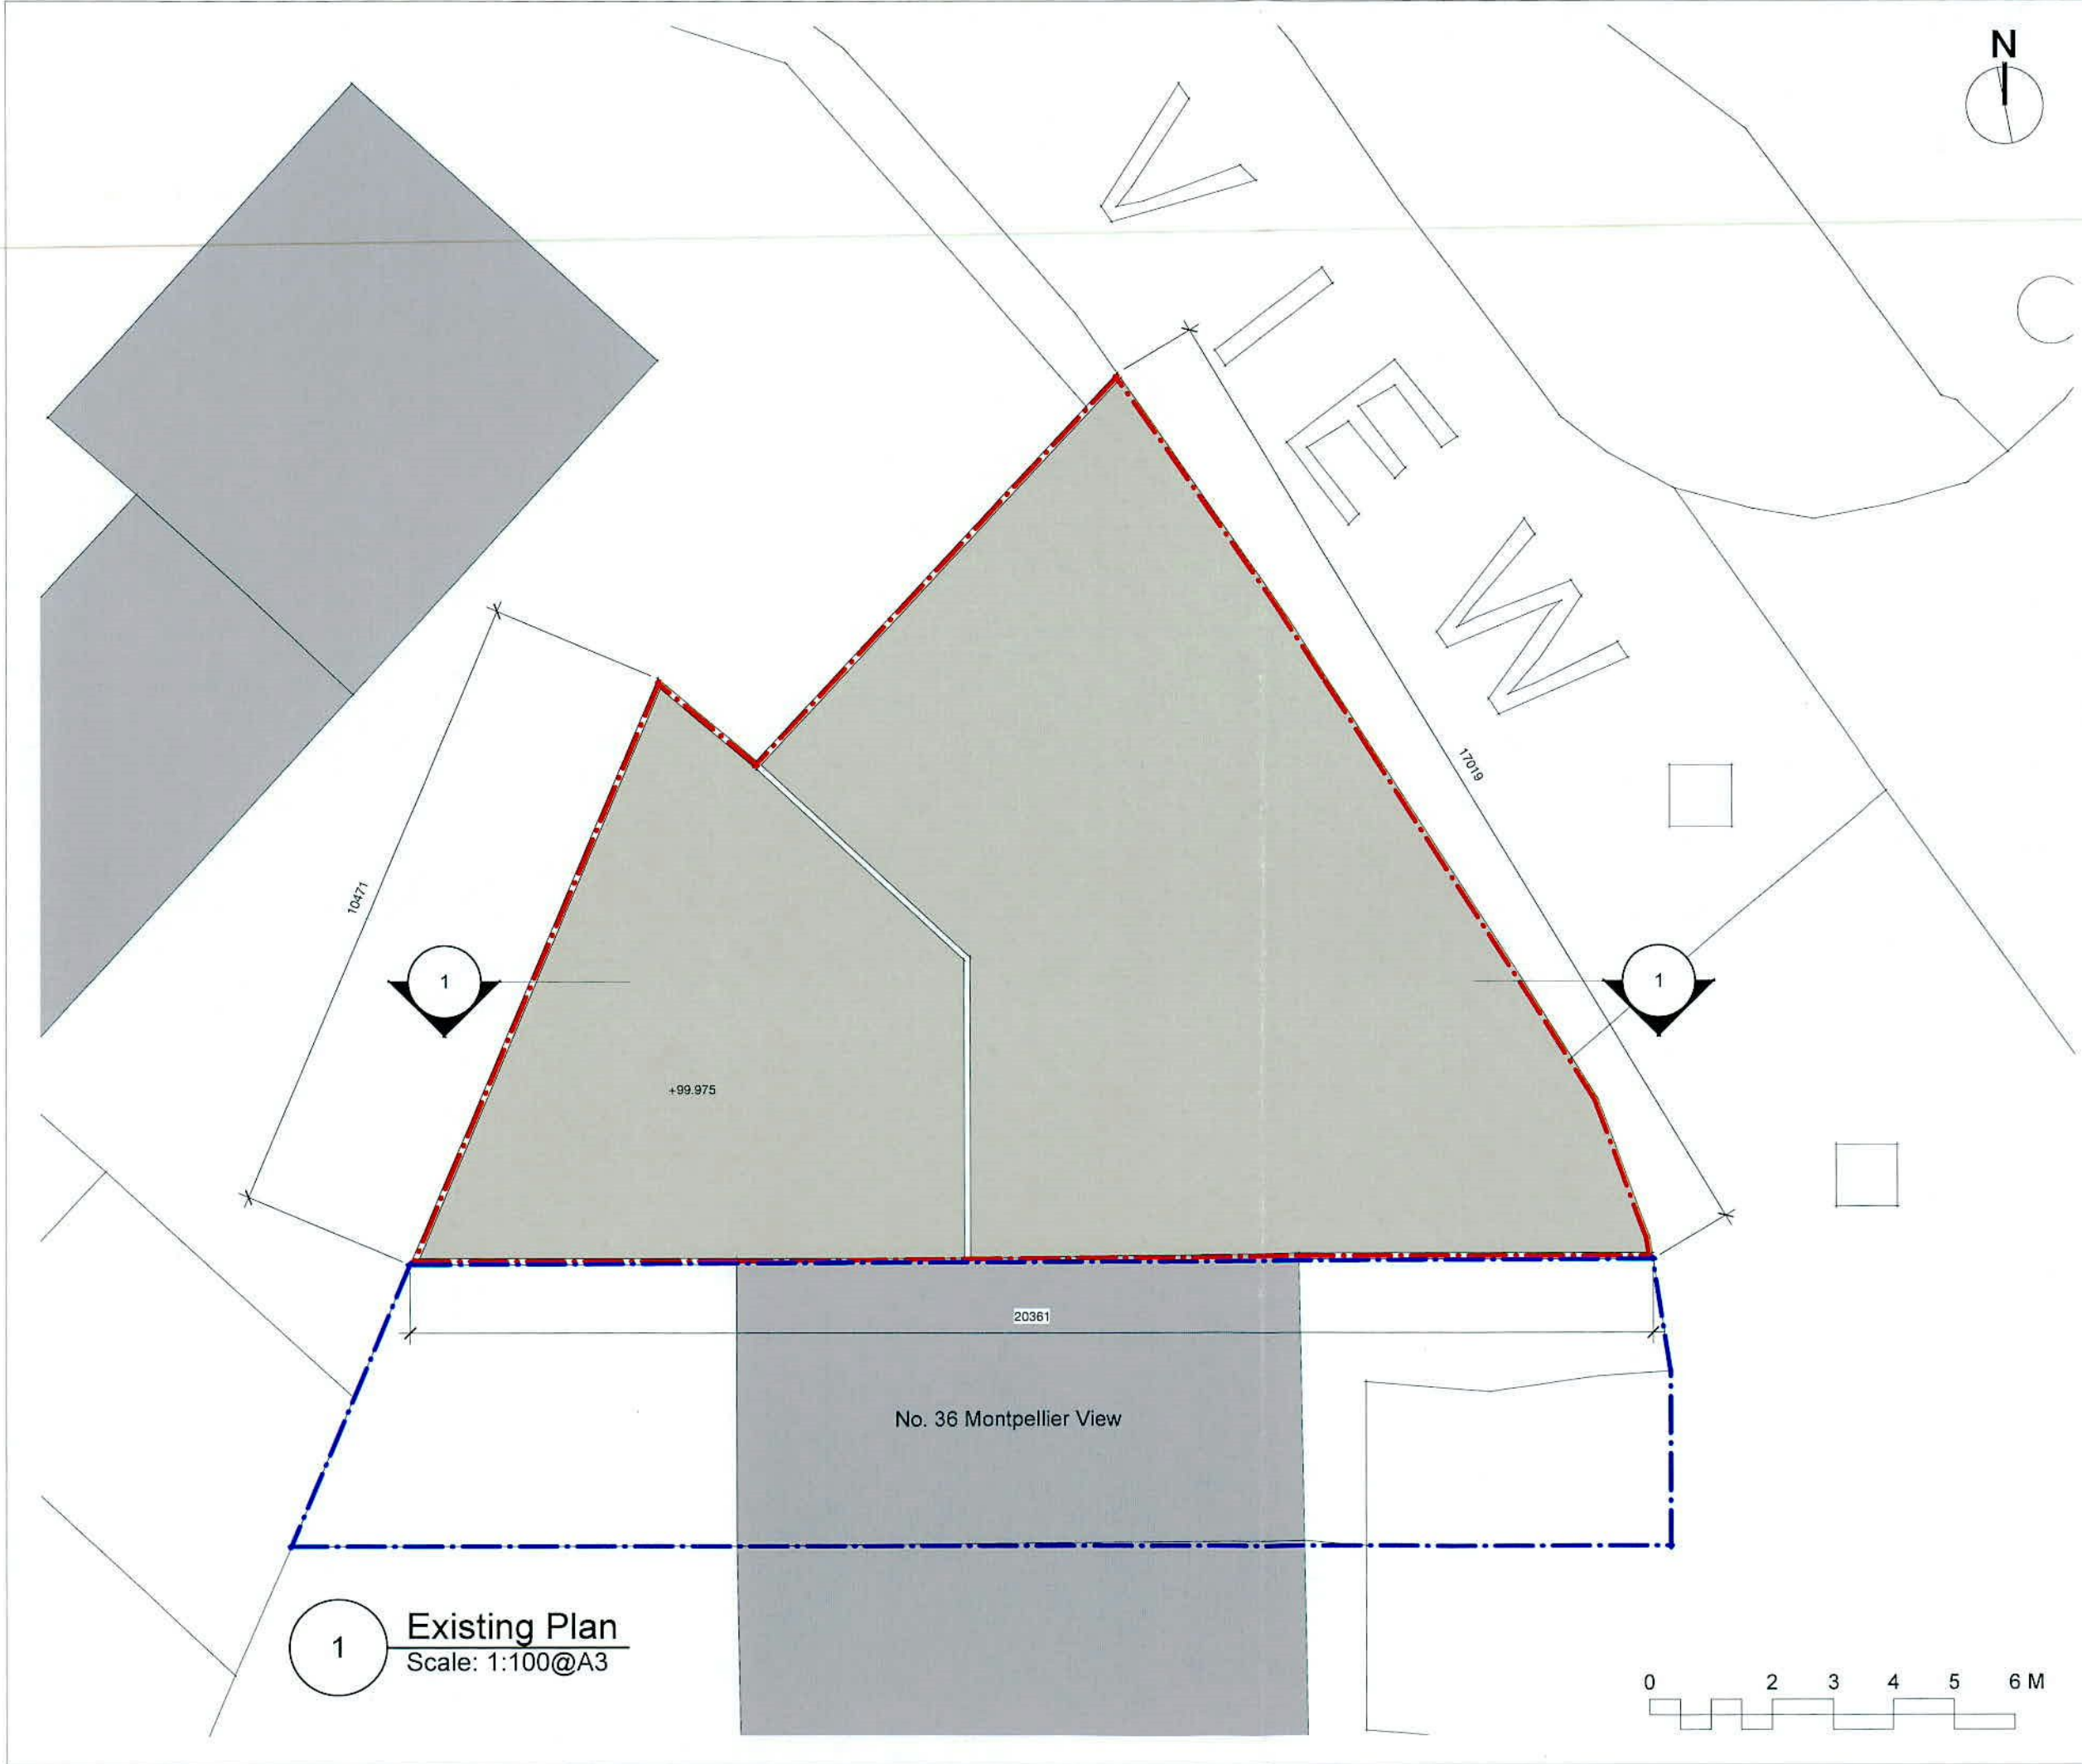 N
VIEW
17019
10471
1
1
+99.975
20361
No. 36 Montpellier View
1
Existing Plan
Scale: 1:100@A3
0 2 3 4 5 6 M